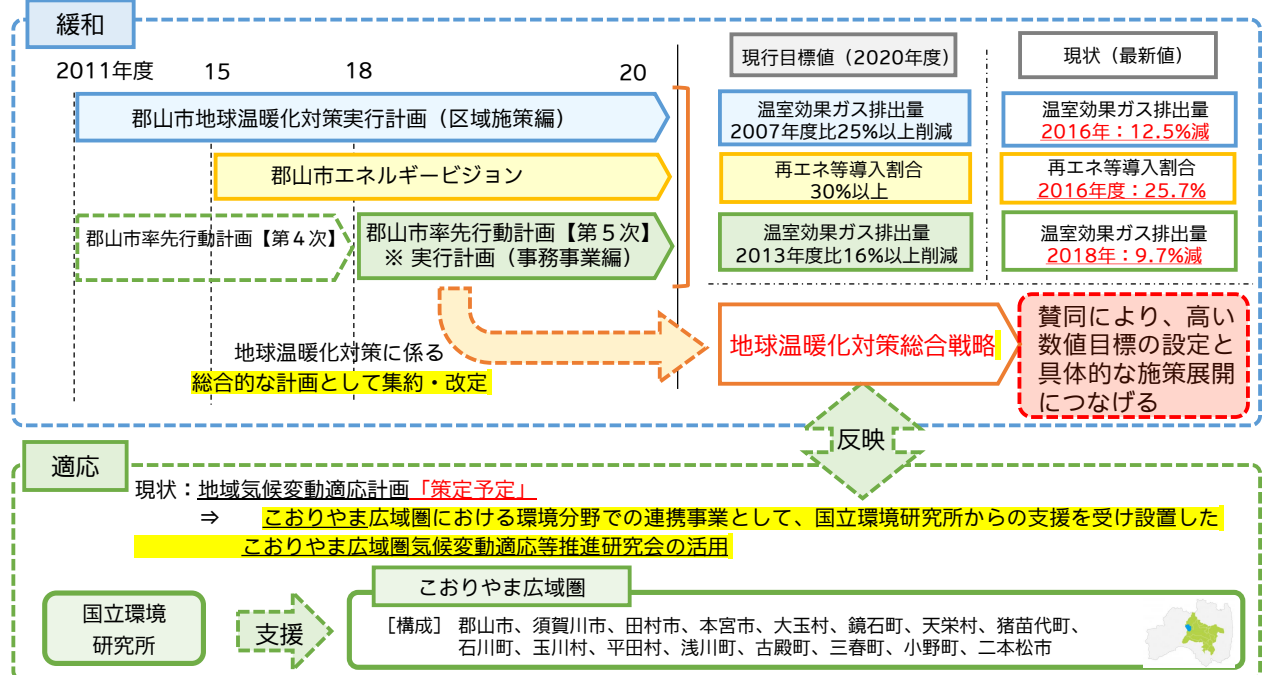 緩和
2011年度 15 18 20
現行目標値（2020年度）
現状（最新値）
郡山市地球温暖化対策実行計画（区域施策編）
温室効果ガス排出量
2007年度比25%以上削減
温室効果ガス排出量
2016年：12.5%減
郡山市エネルギービジョン
再エネ等導入割合
30%以上
再エネ等導入割合
2016年度：25.7%
郡山市率先行動計画【第４次】
郡山市率先行動計画【第５次】
※ 実行計画（事務事業編）
温室効果ガス排出量
2013年度比16%以上削減
温室効果ガス排出量
2018年：9.7%減
地球温暖化対策に係る
総合的な計画として集約・改定
地球温暖化対策総合戦略
賛同により、高い
数値目標の設定と
具体的な施策展開
につなげる
反映
適応
現状：地域気候変動適応計画「策定予定」
⇒ こおりやま広域圏における環境分野での連携事業として、国立環境研究所からの支援を受け設置した
こおりやま広域圏気候変動適応等推進研究会の活用
国立環境
研究所
支援
こおりやま広域圏
［構成］ 郡山市、須賀川市、田村市、本宮市、大玉村、鏡石町、天栄村、猪苗代町、
石川町、玉川村、平田村、浅川町、古殿町、三春町、小野町、二本松市